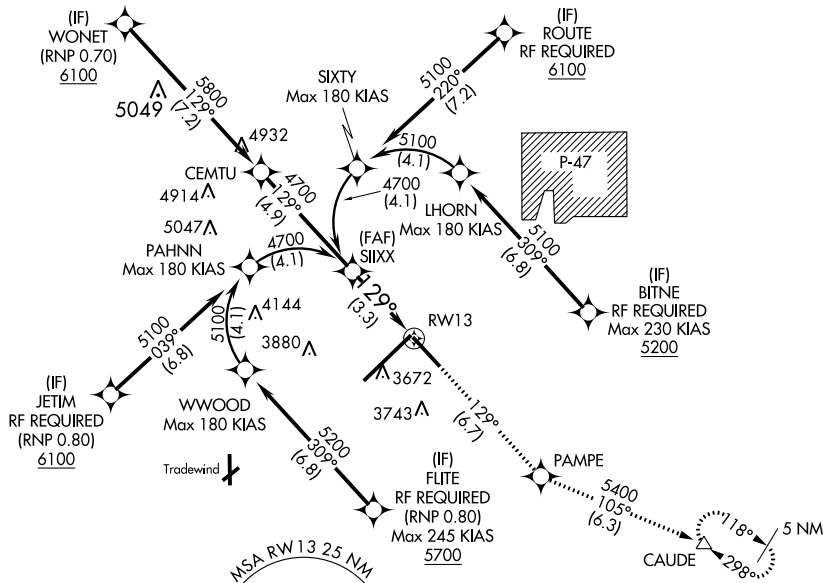 (IF)
WONET
(RNP 0.70)
6100
5049
5800
129°
(7.2)
4932
CEMTU
SIXTY
Max 180 KIAS
5100
220°
(7.2)
(IF)
ROUTE
RF REQUIRED
6100
5100
(4.1)
P-47
4914
5047
4700
129°
(4.9)
4700
(4.1)
LHORN
Max 180 KIAS
PAHNN
Max 180 KIAS
4700
(4.1)
(FAF)
SIIXX
5100
309°
(6.8)
(IF)
BITNE
RF REQUIRED
Max 230 KIAS
5200
129°
(3.3)
RW13
5100
(4.1)
4144
3880
5100
039°
(6.8)
(IF)
JETIM
RF REQUIRED
(RNP 0.80)
6100
WWOOD
Max 180 KIAS
3672
3743
129°
(6.7)
Tradewind
5200
309°
(6.8)
(IF)
FLITE
RF REQUIRED
(RNP 0.80)
Max 245 KIAS
5700
PAMPE
5400
105°
(6.3)
118°
5 NM
298°
CAUDE
MSA RW13 25 NM